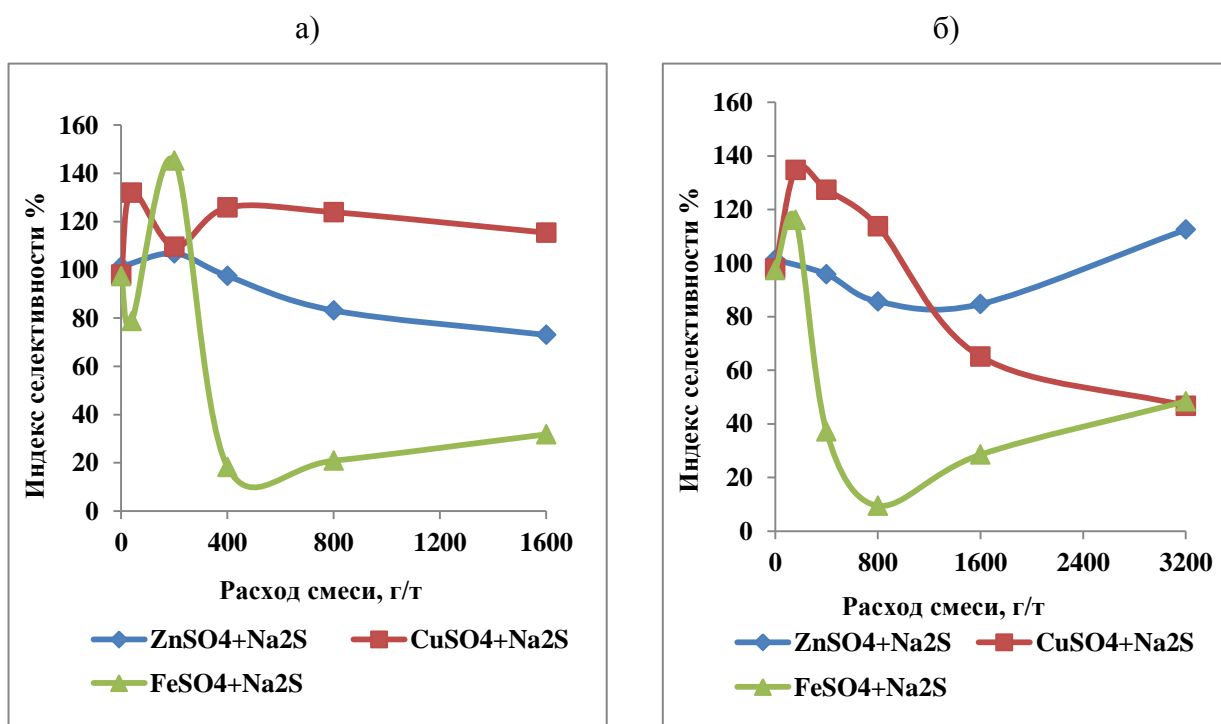 а)
160
140
120
100
80
60
40
20
0
Индекс селективности %
0 400 800 1200 1600
Расход смеси, г/т
ZnSO4+Na2S CuSO4+Na2S
FeSO4+Na2S
б)
160
140
120
100
80
60
40
20
0
Индекс селективности %
0 800 1600 2400 3200
Расход смеси, г/т
ZnSO4+Na2S CuSO4+Na2S
FeSO4+Na2S